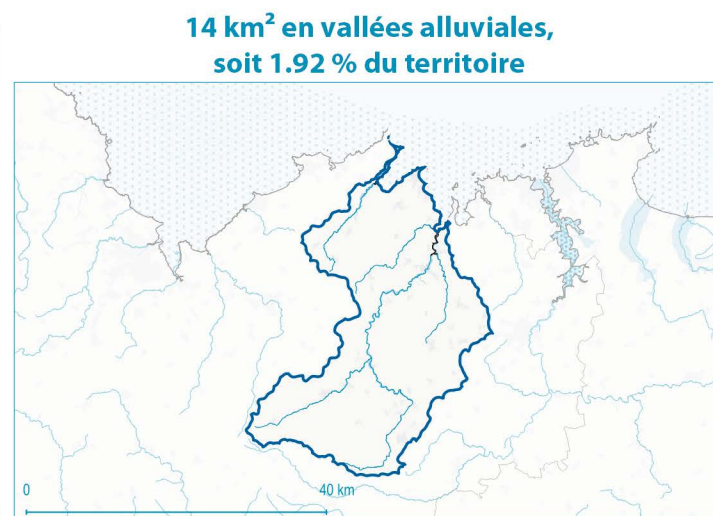 14 km² en vallées alluviales,
soit 1.92 % du territoire
0 40 km